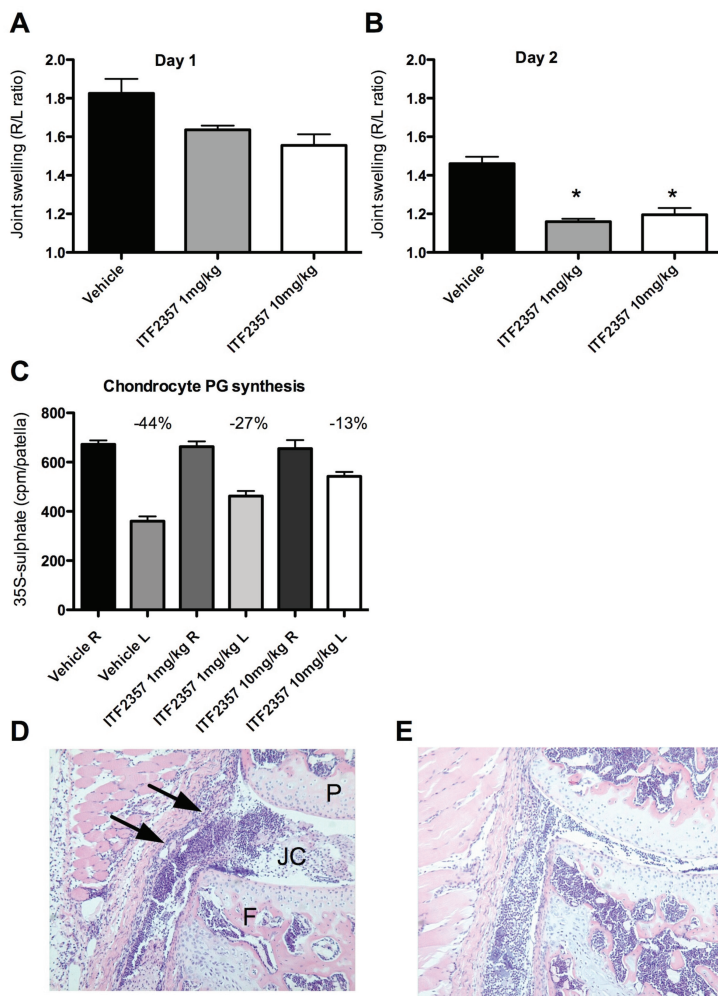 A
Day 1
Joint swelling (R/L ratio)
2.0
1.8
1.6
1.4
1.2
1.0
Vehicle
ITF2357 1mg/kg
ITF2357 10mg/kg
B
Day 2
Joint swelling (R/L ratio)
2.0
1.8
1.6
1.4
1.2
1.0
*
*
Vehicle
ITF2357 1mg/kg
ITF2357 10mg/kg
C
Chondrocyte PG synthesis
35S-sulphate (cpm/patella)
800
600
400
200
0
-44%
-27%
-13%
Vehicle R
Vehicle L
ITF2357 1mg/kg R
ITF2357 1mg/kg L
ITF2357 10mg/kg R
ITF2357 10mg/kg L
D
P
JC
F
E